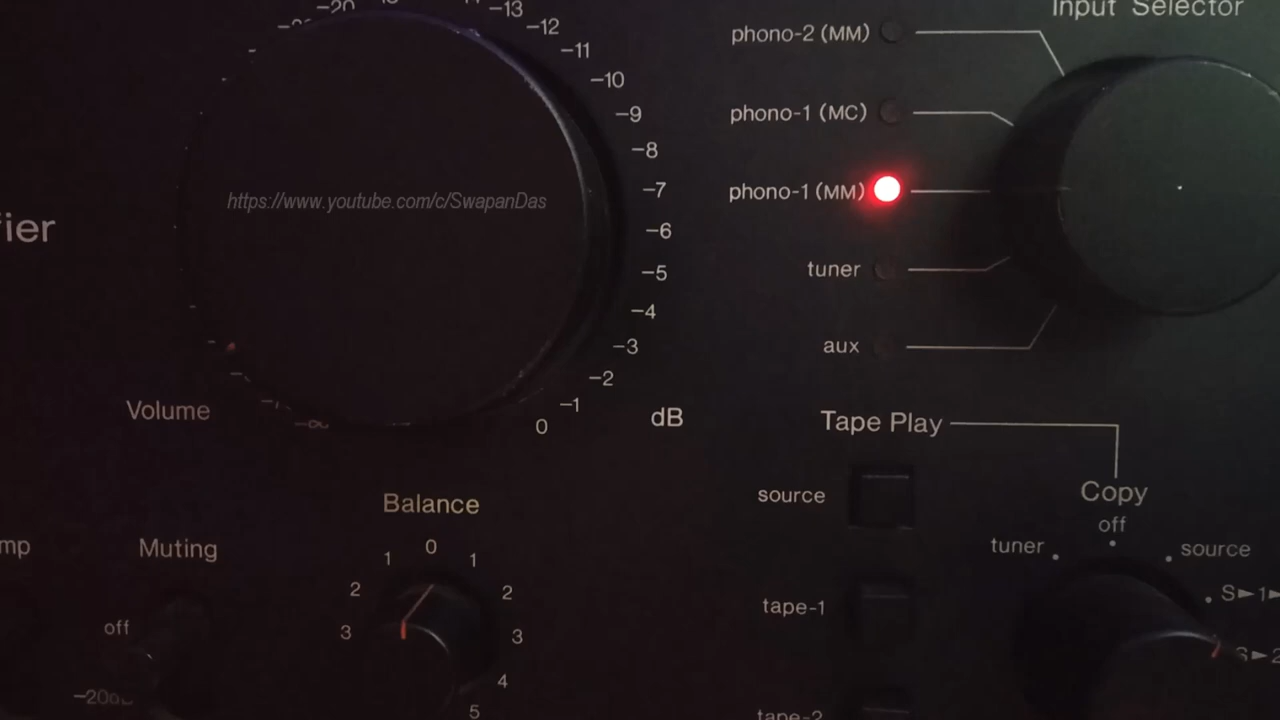 -20
-13
-12
-11
-10
-9
-8
-7
-6
-5
-4
-3
-2
-1
0
dB
Volume
https://www.youtube.com/c/SwapanDas
Input Selector
phono-2 (MM)
phono-1 (MC)
phono-1 (MM)
tuner
aux
Tape Play
source
tape-1
tape-2
Copy
off
tuner
source
S►1►
S►2
Balance
0
1 1
2 2
3 3
4
5
Muting
off